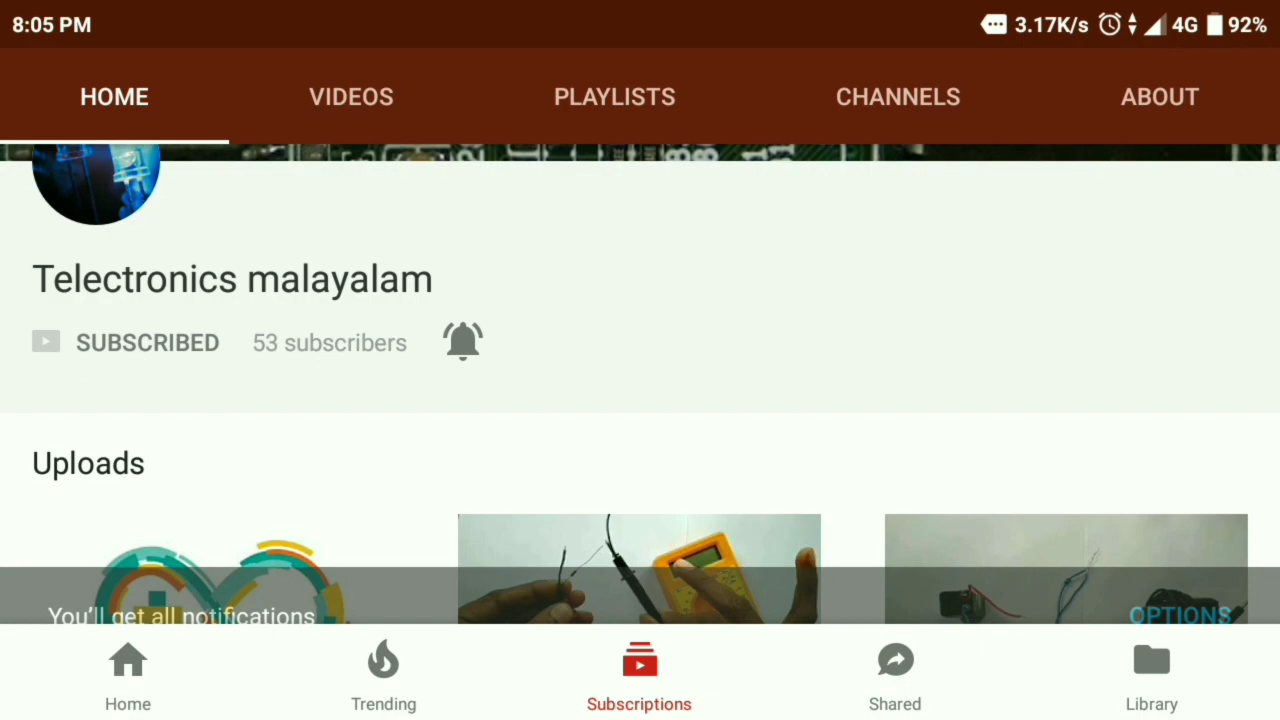 8:05 PM 3.17K/s 4G 92%
HOME VIDEOS PLAYLISTS CHANNELS ABOUT
Telectronics malayalam
SUBSCRIBED 53 subscribers
Uploads
You’ll get all notifications OPTIONS
Home Trending Subscriptions Shared Library